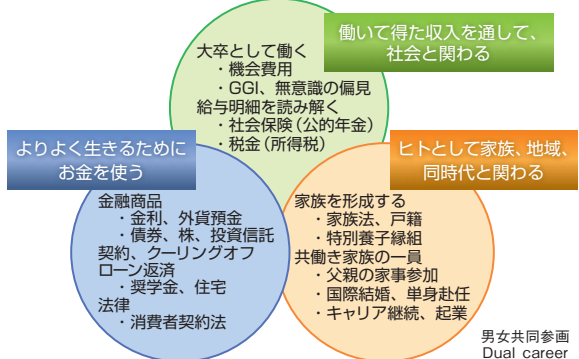 働いて得た収入を通して、
社会と関わる
大卒として働く
・機会費用
・GGI、無意識の偏見
給与明細を読み解く
・社会保険（公的年金）
・税金（所得税）
よりよく生きるために
お金を使う
ヒトとして家族、地域、
同時代と関わる
金融商品
・金利、外貨預金
・債券、株、投資信託
契約、クーリングオフ
ローン返済
・奨学金、住宅
法律
・消費者契約法
家族を形成する
・家族法、戸籍
・特別養子縁組
共働き家族の一員
・父親の家事参加
・国際結婚、単身赴任
・キャリア継続、起業
男女共同参画
Dual career